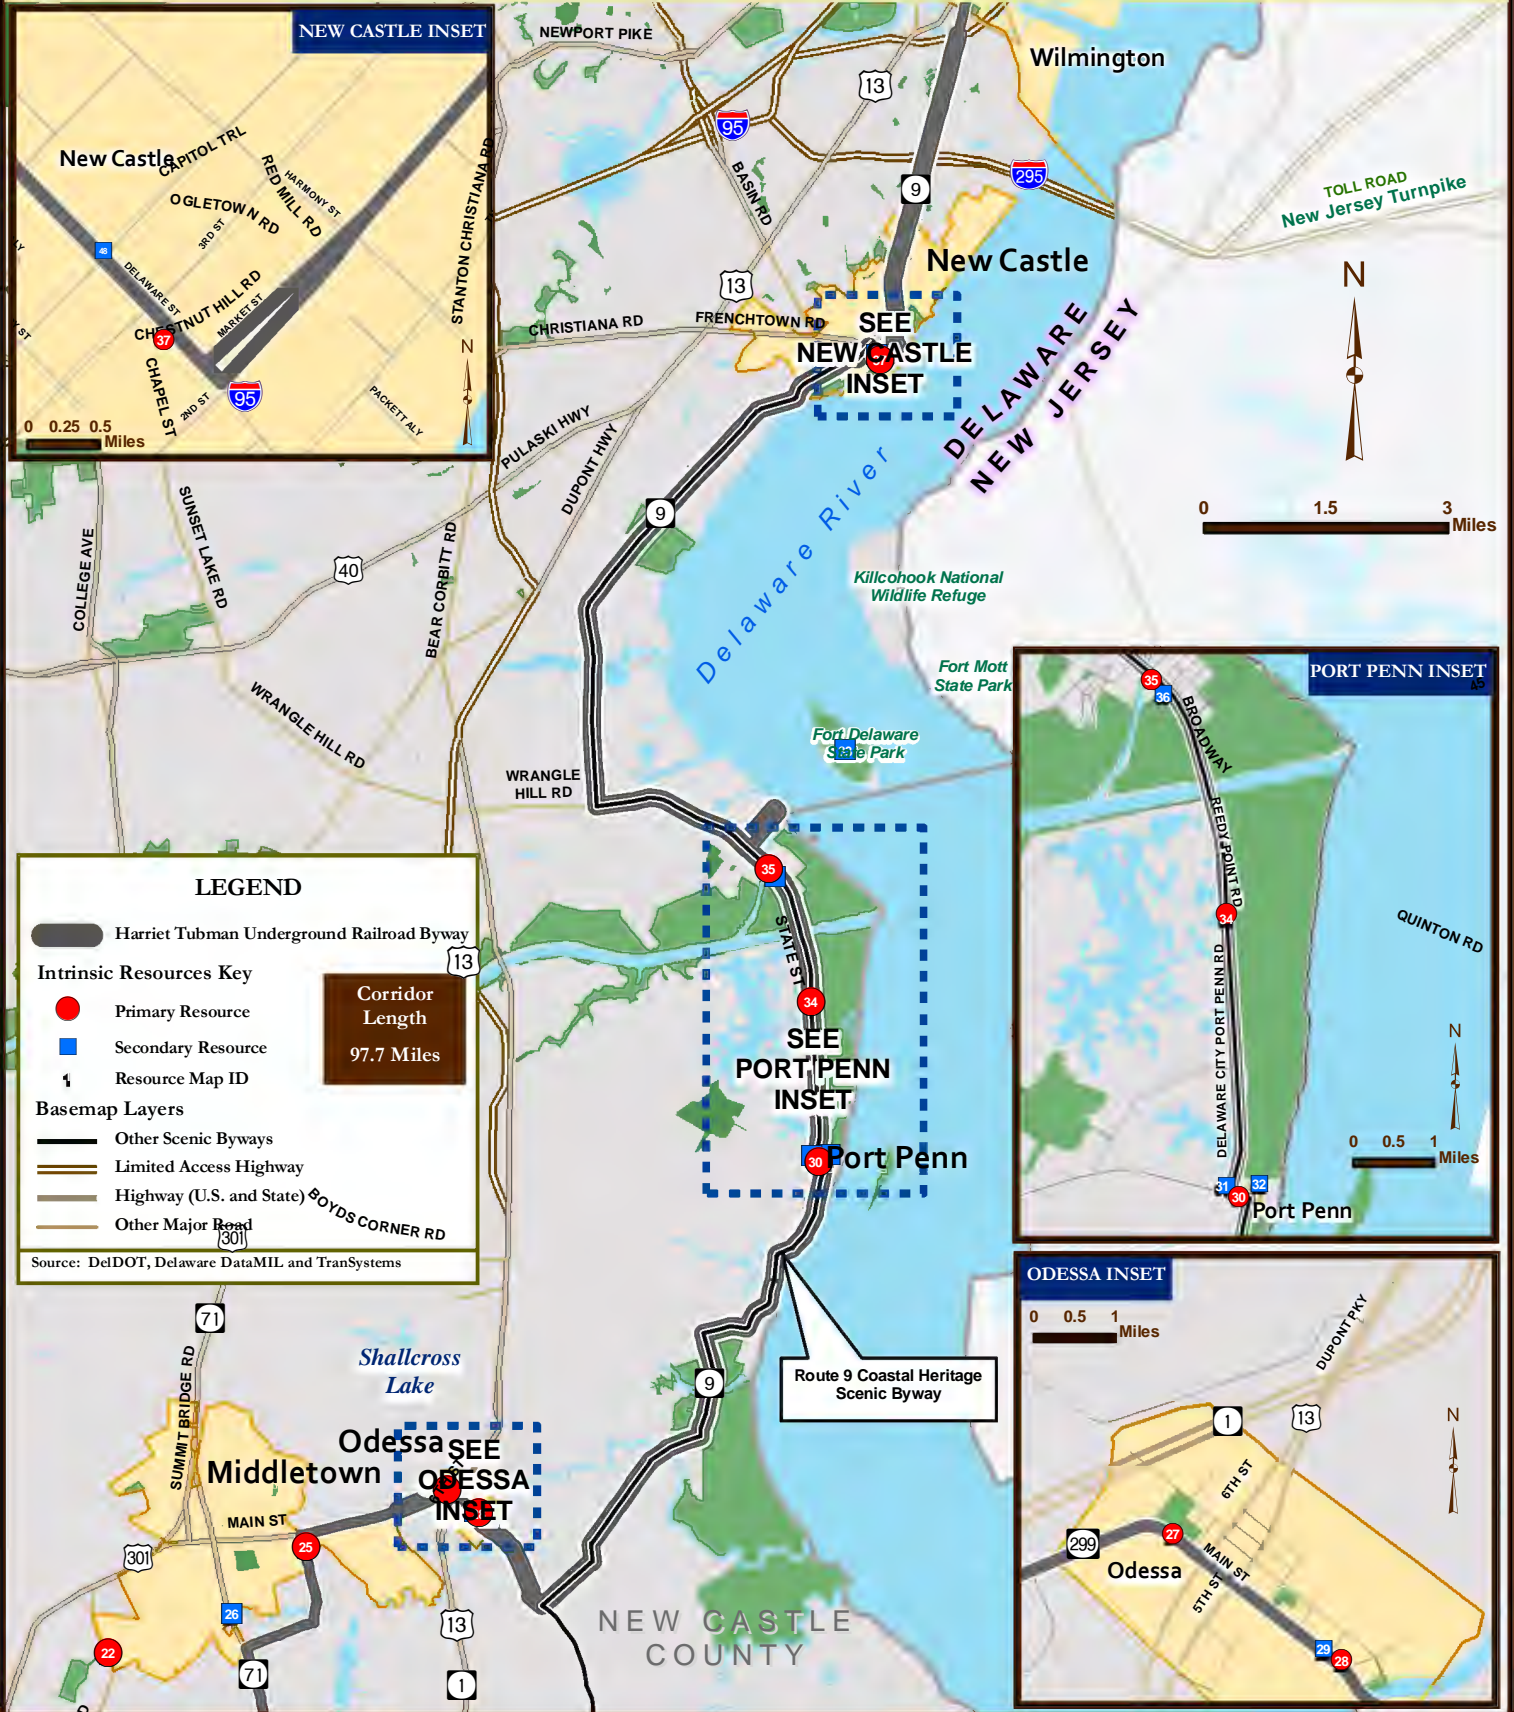 NEW CASTLE INSET
New Castle
CAPITOL TRL
RED MILL RD
HARMONY ST
OGLETOWN RD
3RD ST
48
DELAWARE ST
CHESTNUT HILL RD
MARKET ST
37
CHAPEL ST
2ND ST
95
PACKETT ALY
N
0 0.25 0.5
Miles
STANTON CHRISTIANA RD
NEWPORT PIKE
Wilmington
13
95
295
BASIN RD
9
TOLL ROAD
New Jersey Turnpike
New Castle
13
CHRISTIANA RD
FRENCHTOWN RD
SEE
NEW CASTLE
INSET
DELAWARE
NEW JERSEY
N
0 1.5 3
Miles
PULASKI HWY
DUPONT HWY
SUNSET LAKE RD
COLLEGE AVE
40
BEAR CORBITT RD
9
Delaware River
Killcohook National
Wildlife Refuge
Fort Mott
State Park
Fort Delaware
State Park
WRANGLE HILL RD
WRANGLE
HILL RD
PORT PENN INSET
45
35
36
BROADWAY
REEDY POINT RD
34
DELAWARE CITY PORT PENN RD
QUINTON RD
N
0 0.5 1
Miles
31
30
32
Port Penn
LEGEND
Harriet Tubman Underground Railroad Byway
Intrinsic Resources Key
Primary Resource
Secondary Resource
Resource Map ID
Corridor
Length
97.7 Miles
Basemap Layers
Other Scenic Byways
Limited Access Highway
Highway (U.S. and State)
Other Major Road
Source: DelDOT, Delaware DataMIL and TranSystems
13
301
BOYDS CORNER RD
35
STATE ST
34
SEE
PORT PENN
INSET
30
Port Penn
Route 9 Coastal Heritage
Scenic Byway
9
71
SUMMIT BRIDGE RD
Shallcross
Lake
Odessa
Middletown
SEE
ODESSA
INSET
MAIN ST
301
25
26
22
71
13
1
NEW CASTLE
COUNTY
ODESSA INSET
0 0.5 1
Miles
DUPONT PKY
1
13
N
6TH ST
299
27
Odessa
MAIN ST
5TH ST
29
28